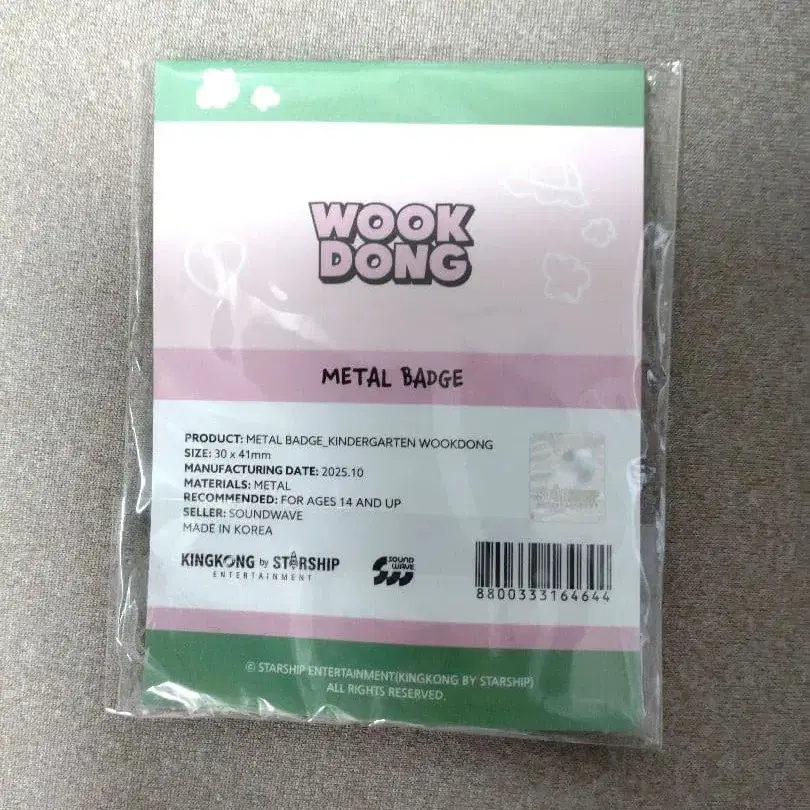 WOOK
DONG
METAL BADGE
PRODUCT: METAL BADGE_KINDERGARTEN WOOKDONG
SIZE: 30 x 41mm
MANUFACTURING DATE: 2025.10
MATERIALS: METAL
RECOMMENDED: FOR AGES 14 AND UP
SELLER: SOUNDWAVE
MADE IN KOREA
KINGKONG by STARSHIP
ENTERTAINMENT
SOUND
WAVE
8800333164644
© STARSHIP ENTERTAINMENT(KINGKONG BY STARSHIP)
ALL RIGHTS RESERVED.